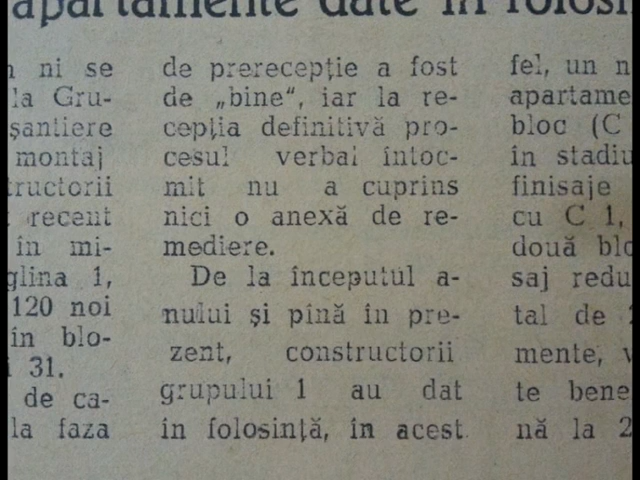 apartamente date în folosin
ni se
la Gru-
șantiere
montaj
tructorii
recent
în mi-
glina 1,
120 noi
în blo-
31.
de ca-
la faza
de prerecepție a fost
de „bine“, iar la re-
cepția definitivă pro-
cesul verbal întoc-
mit nu a cuprins
nici o anexă de re-
mediere.
De la începutul a-
nului și pînă în pre-
zent, constructorii
grupului 1 au dat
în folosință, în acest
fel, un n
apartame
bloc (C
în stadiu
finisaje
cu C 1,
două blo
saj redu
tal de
mente, v
te bene
nă la 2